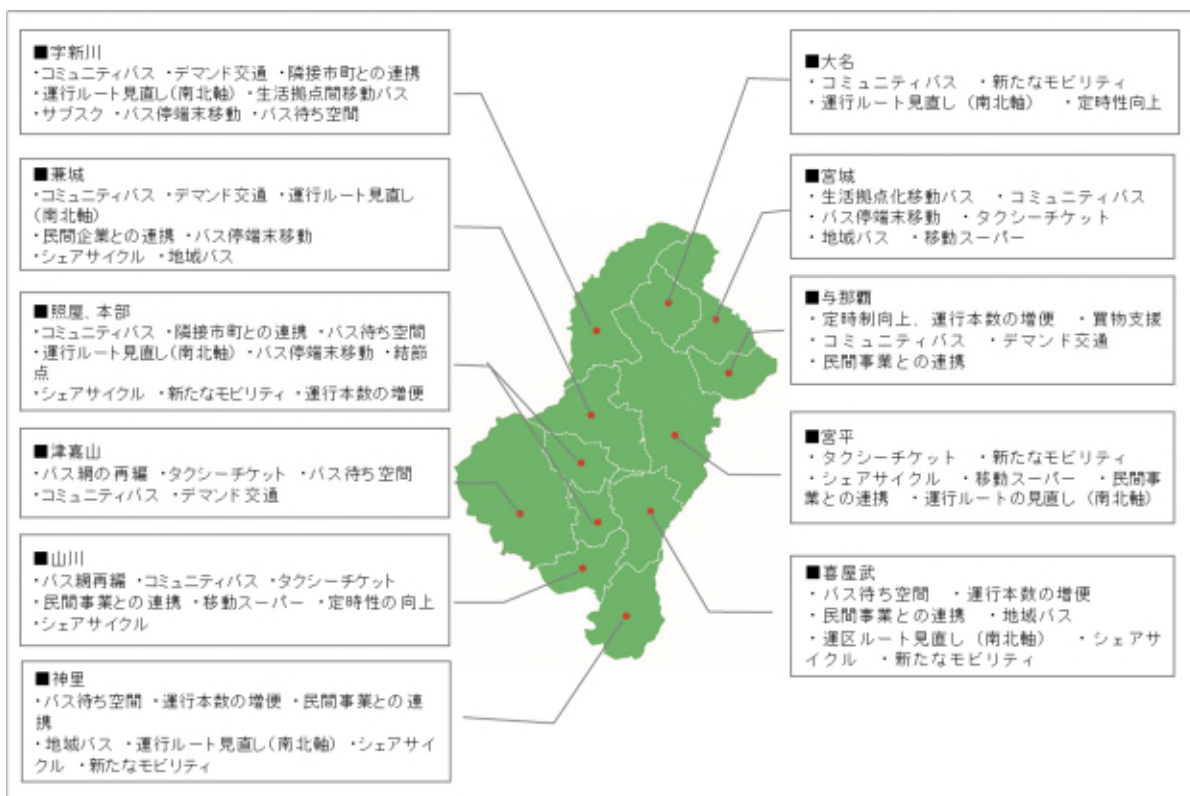 ■字新川
・コミュニティバス ・デマンド交通 ・隣接市町との連携
・運行ルート見直し(南北軸) ・生活拠点間移動バス
・サブスク ・バス停端末移動 ・バス待ち空間
■兼城
・コミュニティバス ・デマンド交通 ・運行ルート見直し
(南北軸)
・民間企業との連携 ・バス停端末移動
・シェアサイクル ・地域バス
■照屋、本部
・コミュニティバス ・隣接市町との連携 ・バス待ち空間
・運行ルート見直し(南北軸) ・バス停端末移動 ・結節
点
・シェアサイクル ・新たなモビリティ ・運行本数の増便
■津嘉山
・バス網の再編 ・タクシーチケット ・バス待ち空間
・コミュニティバス ・デマンド交通
■山川
・バス網再編 ・コミュニティバス ・タクシーチケット
・民間事業との連携 ・移動スーパー ・定時性の向上
・シェアサイクル
■神里
・バス待ち空間 ・運行本数の増便 ・民間事業との連
携
・地域バス ・運行ルート見直し(南北軸) ・シェアサイ
クル ・新たなモビリティ
■大名
・コミュニティバス ・新たなモビリティ
・運行ルート見直し（南北軸） ・定時性向上
■宮城
・生活拠点化移動バス ・コミュニティバス
・バス停端末移動 ・タクシーチケット
・地域バス ・移動スーパー
■与那覇
・定時制向上、運行本数の増便 ・買物支援
・コミュニティバス ・デマンド交通
・民間事業との連携
■宮平
・タクシーチケット ・新たなモビリティ
・シェアサイクル ・移動スーパー ・民間事
業との連携 ・運行ルートの見直し（南北軸）
■喜屋武
・バス待ち空間 ・運行本数の増便
・民間事業との連携 ・地域バス
・運区ルート見直し（南北軸） ・シェアサ
イクル ・新たなモビリティ